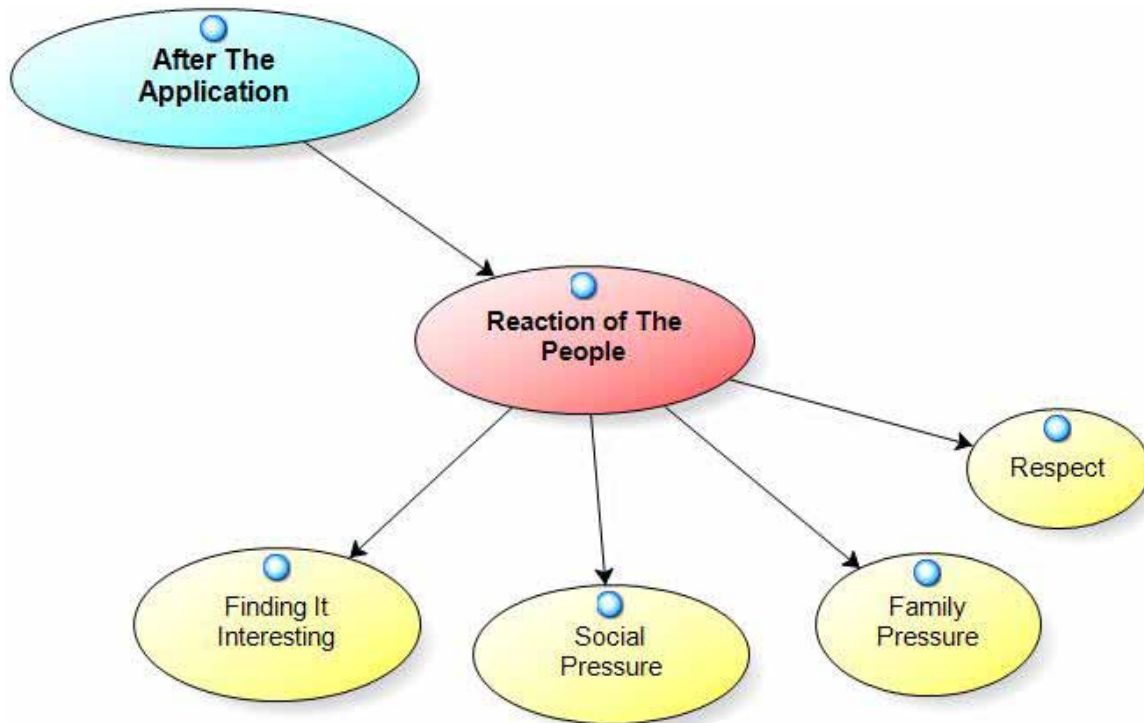 After The
Application
Reaction of The
People
Respect
Finding It
Interesting
Social
Pressure
Family
Pressure